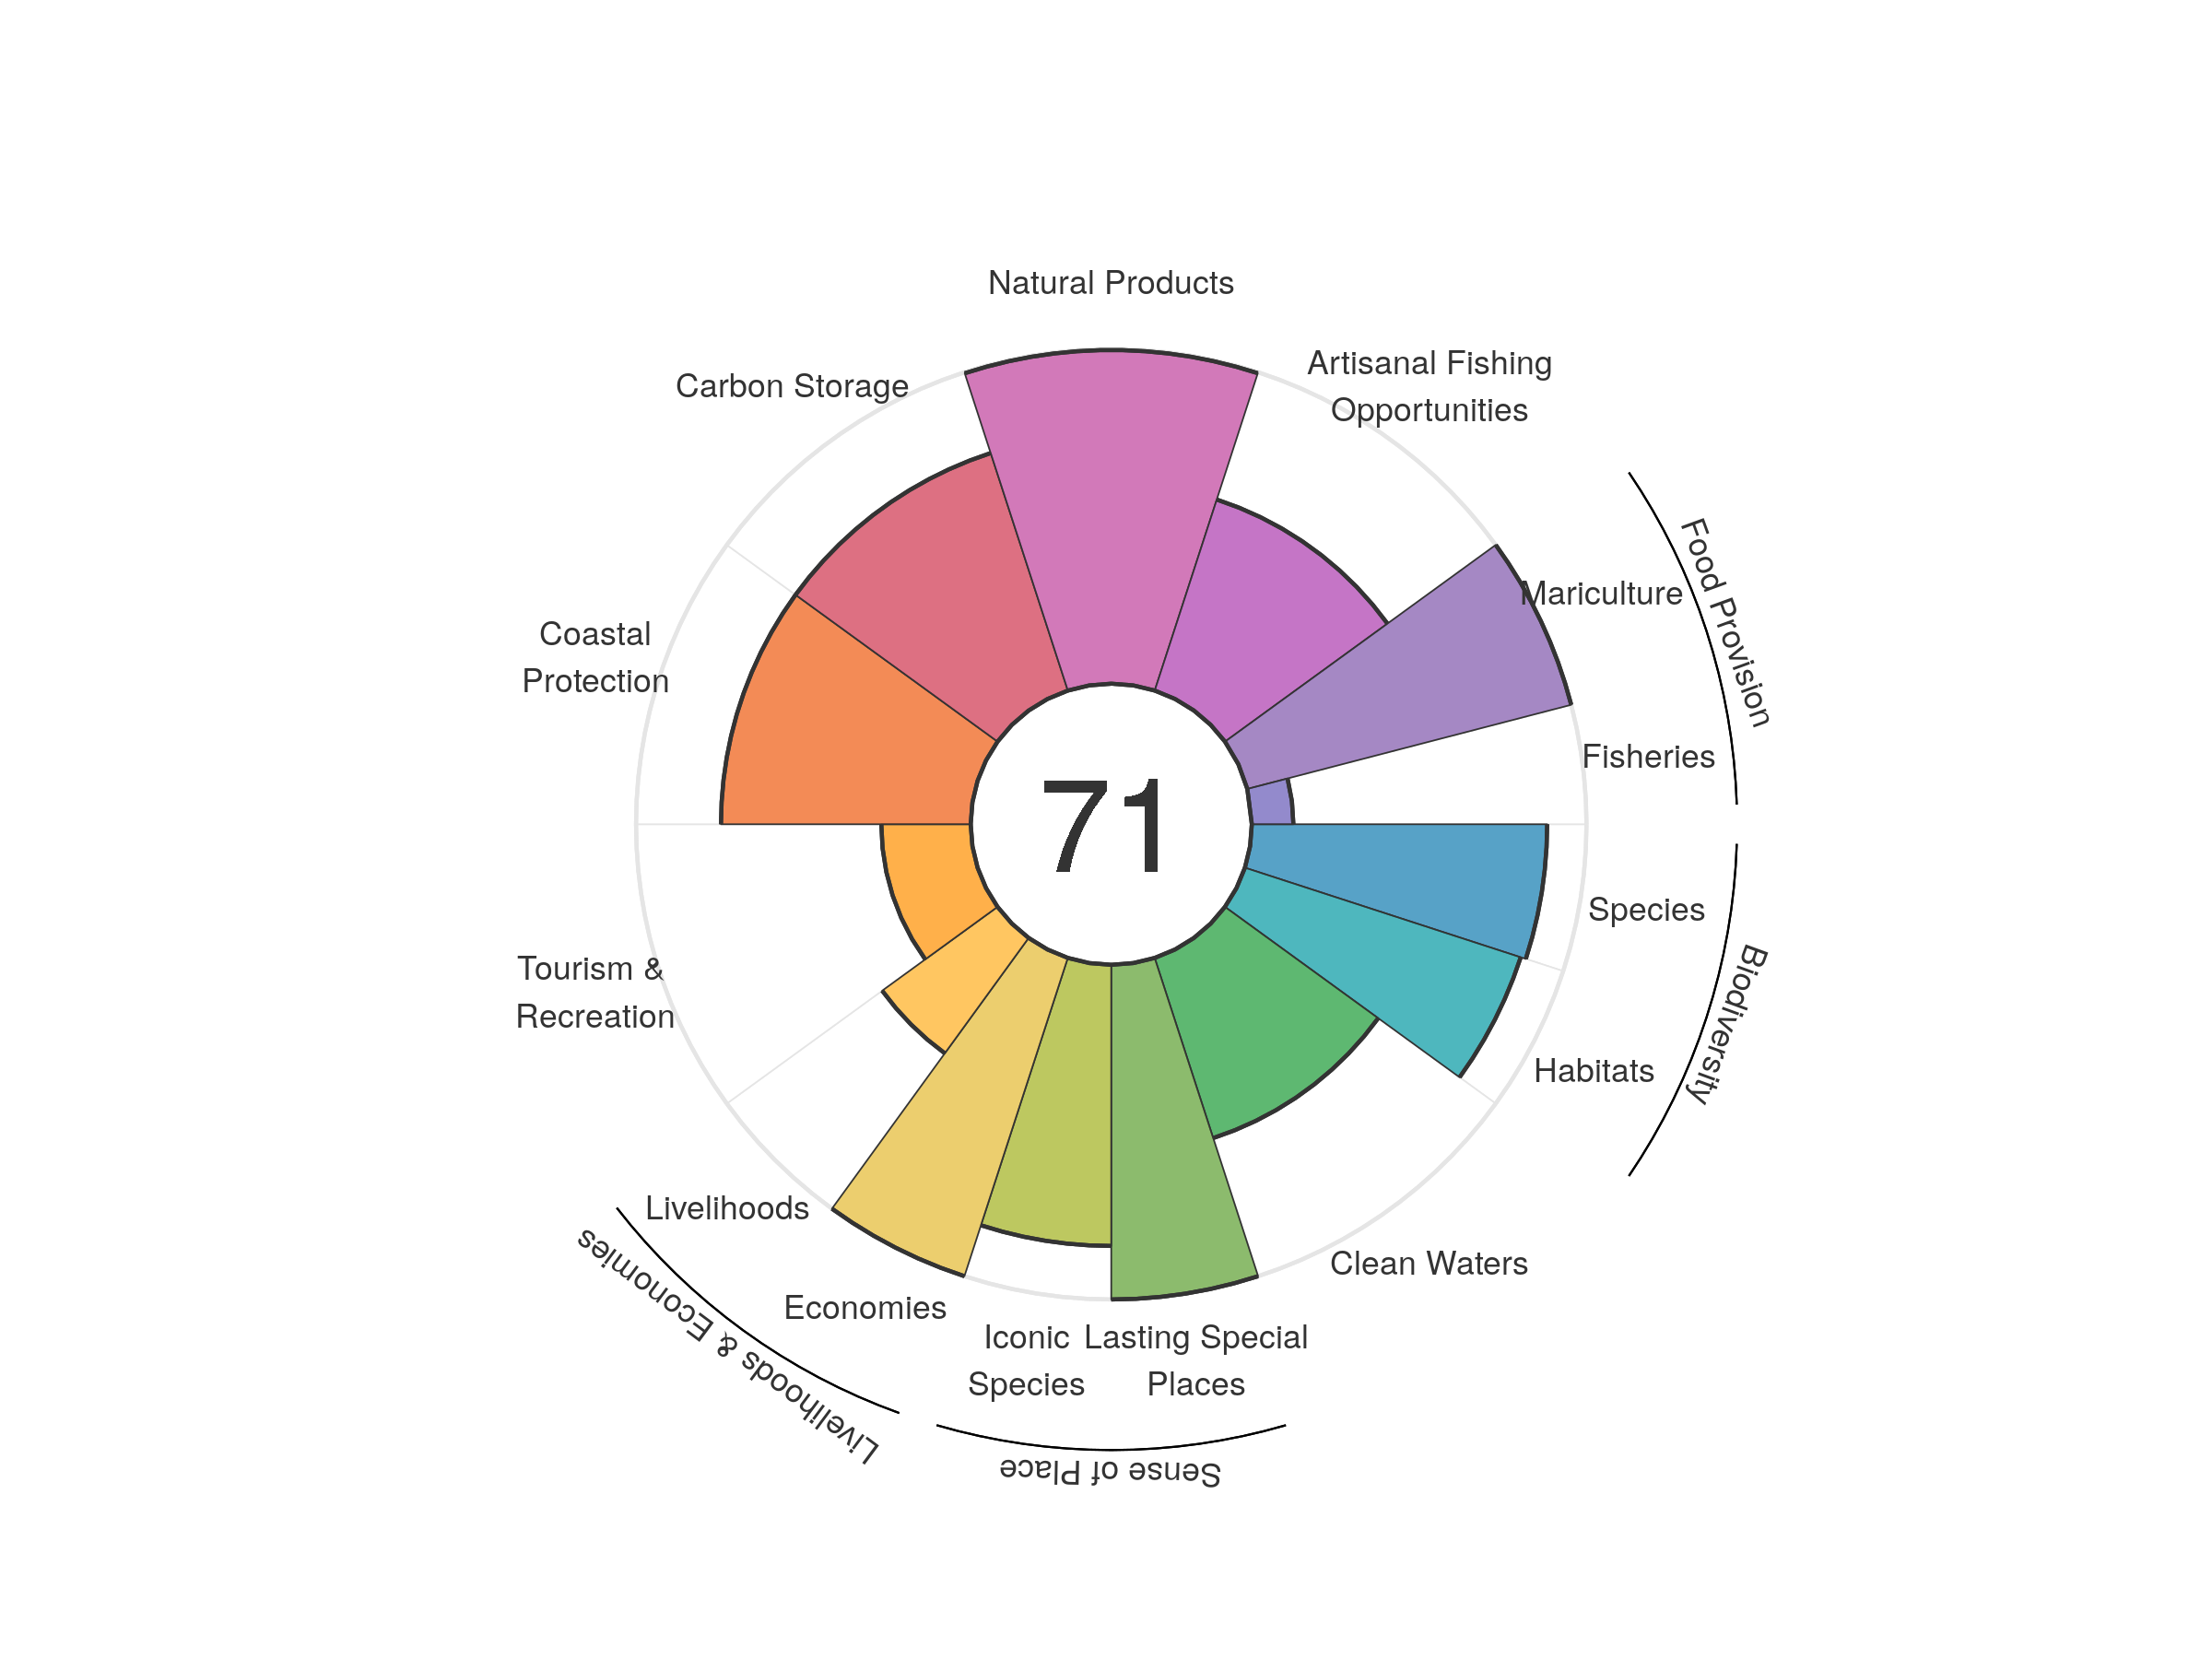 Natural Products
Carbon Storage
Artisanal Fishing
Opportunities
Mariculture
Food Provision
Coastal
Protection
Fisheries
71
Species
Biodiversity
Tourism &
Recreation
Habitats
Livelihoods
Livelihoods & Economies
Clean Waters
Economies
Iconic
Species
Lasting Special
Places
Sense of Place